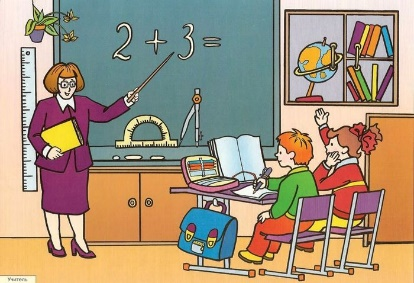 2 + 3 =
Учитель